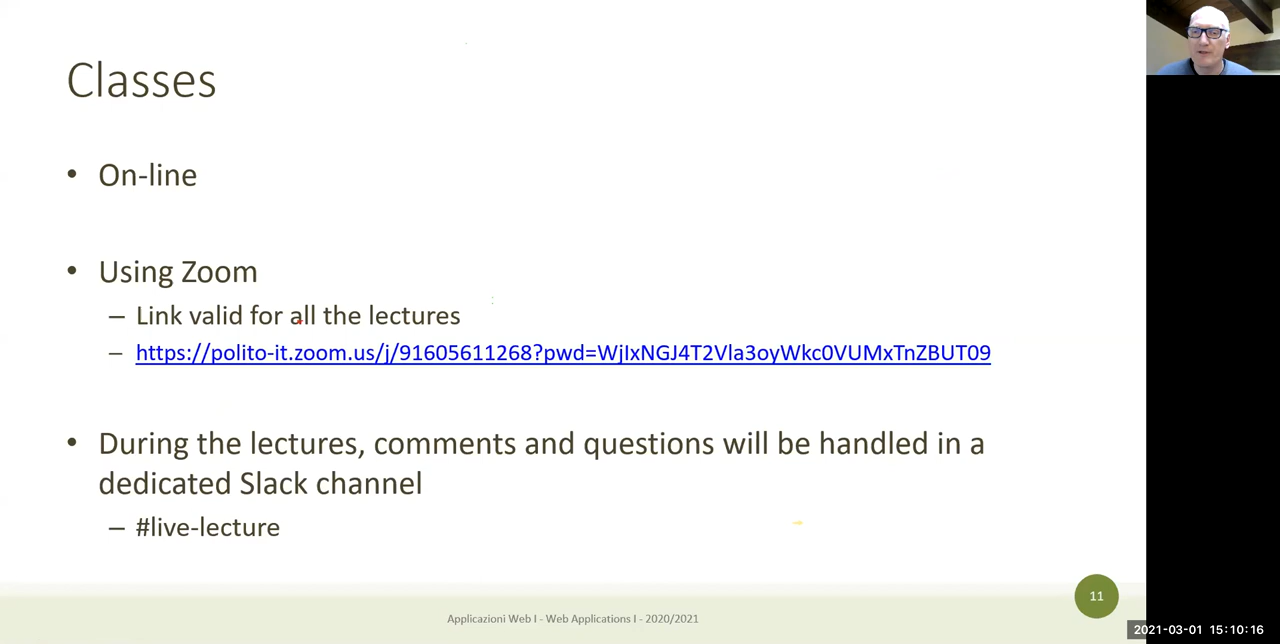 Classes
• On-line
• Using Zoom
– Link valid for all the lectures
– https://polito-it.zoom.us/j/91605611268?pwd=WjIxNGJ4T2Vla3oyWkc0VUMxTnZBUT09
• During the lectures, comments and questions will be handled in a
dedicated Slack channel
– #live-lecture
11
Applicazioni Web I - Web Applications I - 2020/2021
2021-03-01 15:10:16